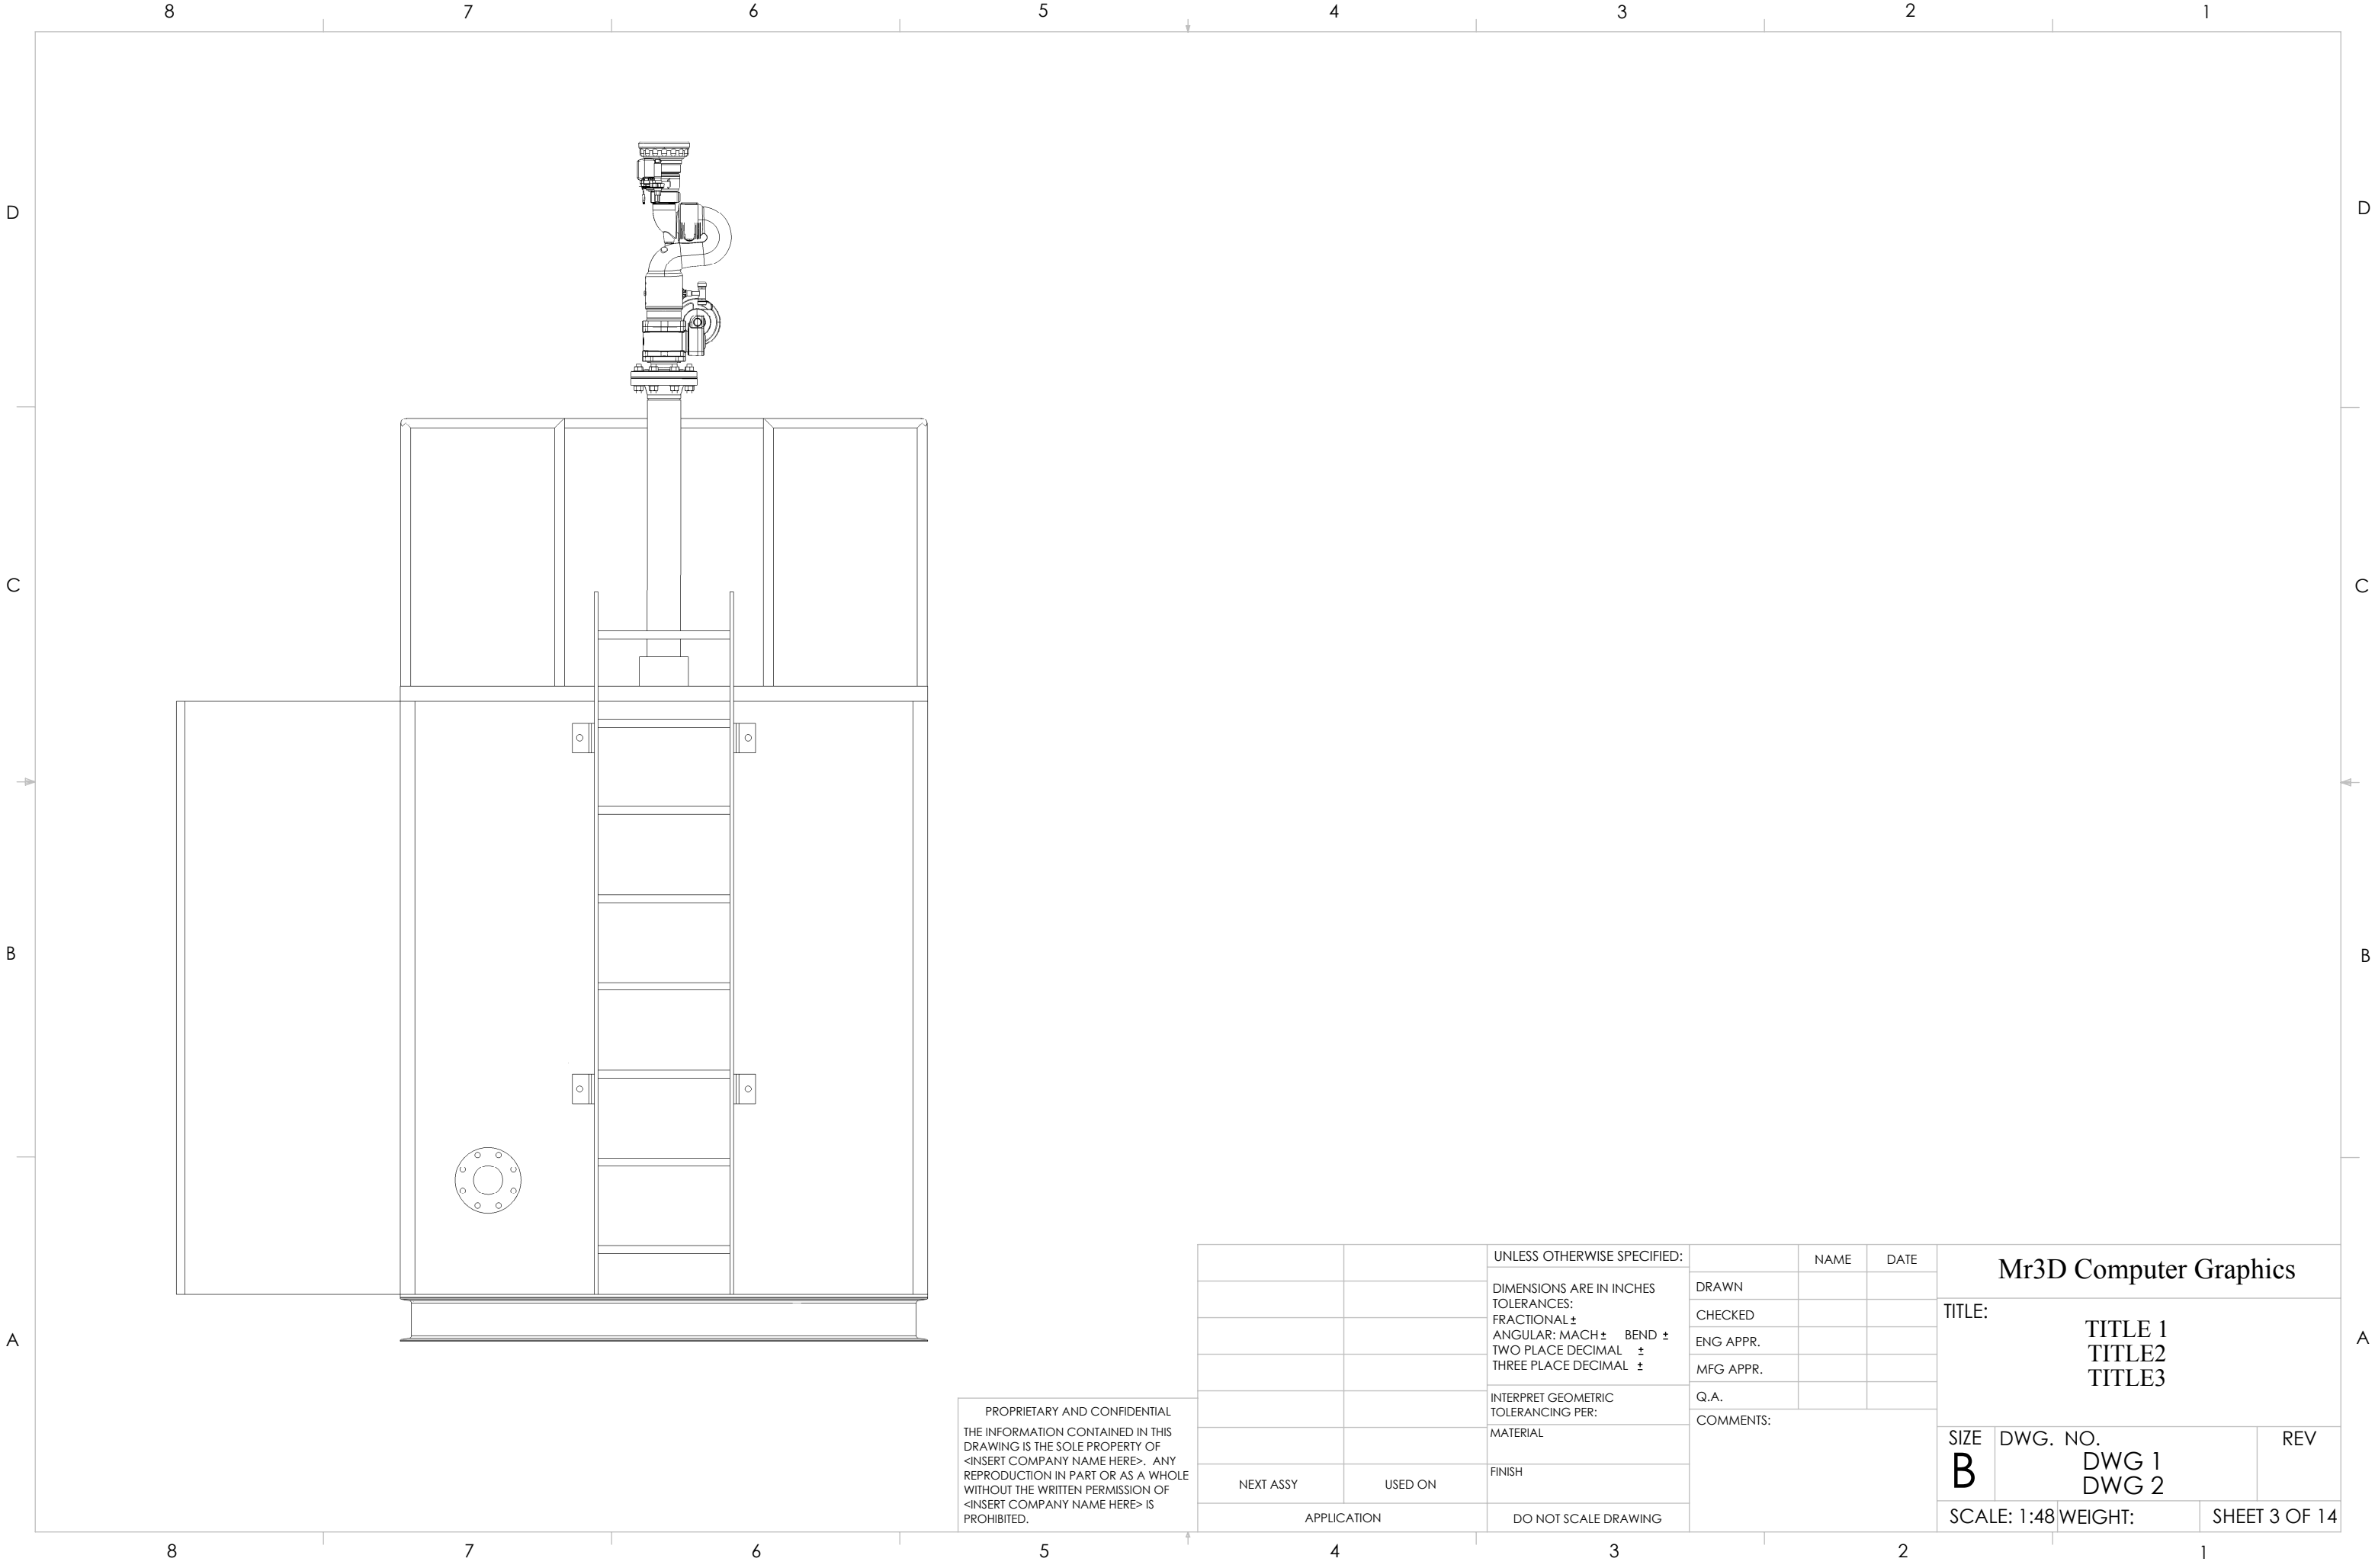 8 7 6 5 4 3 2 1
D D
C C
B B
A A
PROPRIETARY AND CONFIDENTIAL
THE INFORMATION CONTAINED IN THIS
DRAWING IS THE SOLE PROPERTY OF
<INSERT COMPANY NAME HERE>. ANY
REPRODUCTION IN PART OR AS A WHOLE
WITHOUT THE WRITTEN PERMISSION OF
<INSERT COMPANY NAME HERE> IS
PROHIBITED.
NEXT ASSY USED ON
APPLICATION
UNLESS OTHERWISE SPECIFIED:
DIMENSIONS ARE IN INCHES
TOLERANCES:
FRACTIONAL ±
ANGULAR: MACH ± BEND ±
TWO PLACE DECIMAL ±
THREE PLACE DECIMAL ±
INTERPRET GEOMETRIC
TOLERANCING PER:
MATERIAL
FINISH
DO NOT SCALE DRAWING
NAME DATE
DRAWN
CHECKED
ENG APPR.
MFG APPR.
Q.A.
COMMENTS:
Mr3D Computer Graphics
TITLE:
TITLE 1
TITLE2
TITLE3
SIZE DWG. NO. REV
B DWG 1
DWG 2
SCALE: 1:48 WEIGHT: SHEET 3 OF 14
8 7 6 5 4 3 2 1